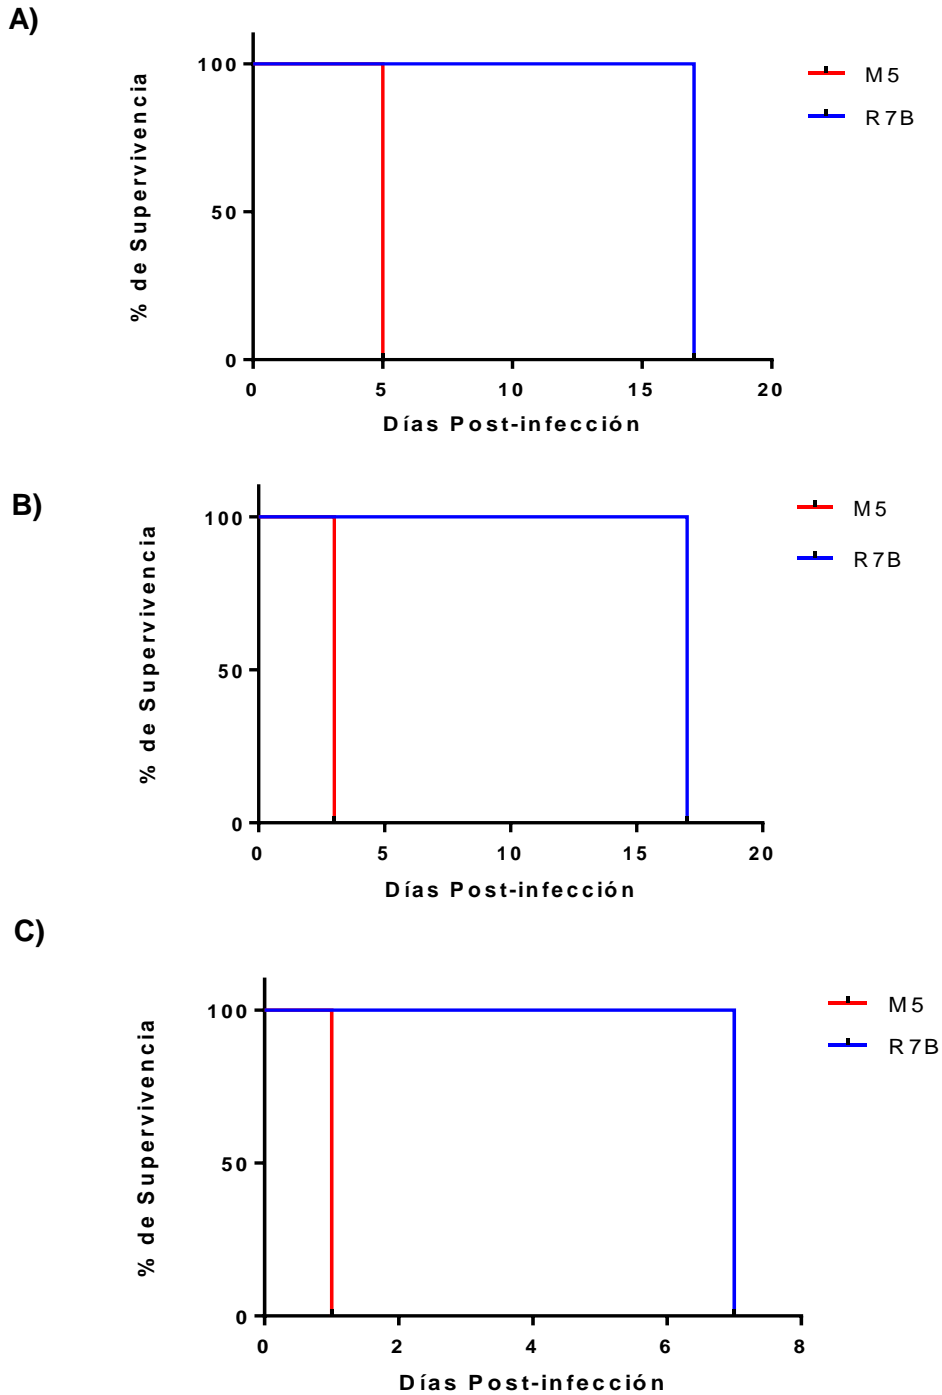 A)
% de Supervivencia
100
50
0
0 5 10 15 20
Días Post-infección
M5
R7B
B)
% de Supervivencia
100
50
0
0 5 10 15 20
Días Post-infección
M5
R7B
C)
% de Supervivencia
100
50
0
0 2 4 6 8
Días Post-infección
M5
R7B